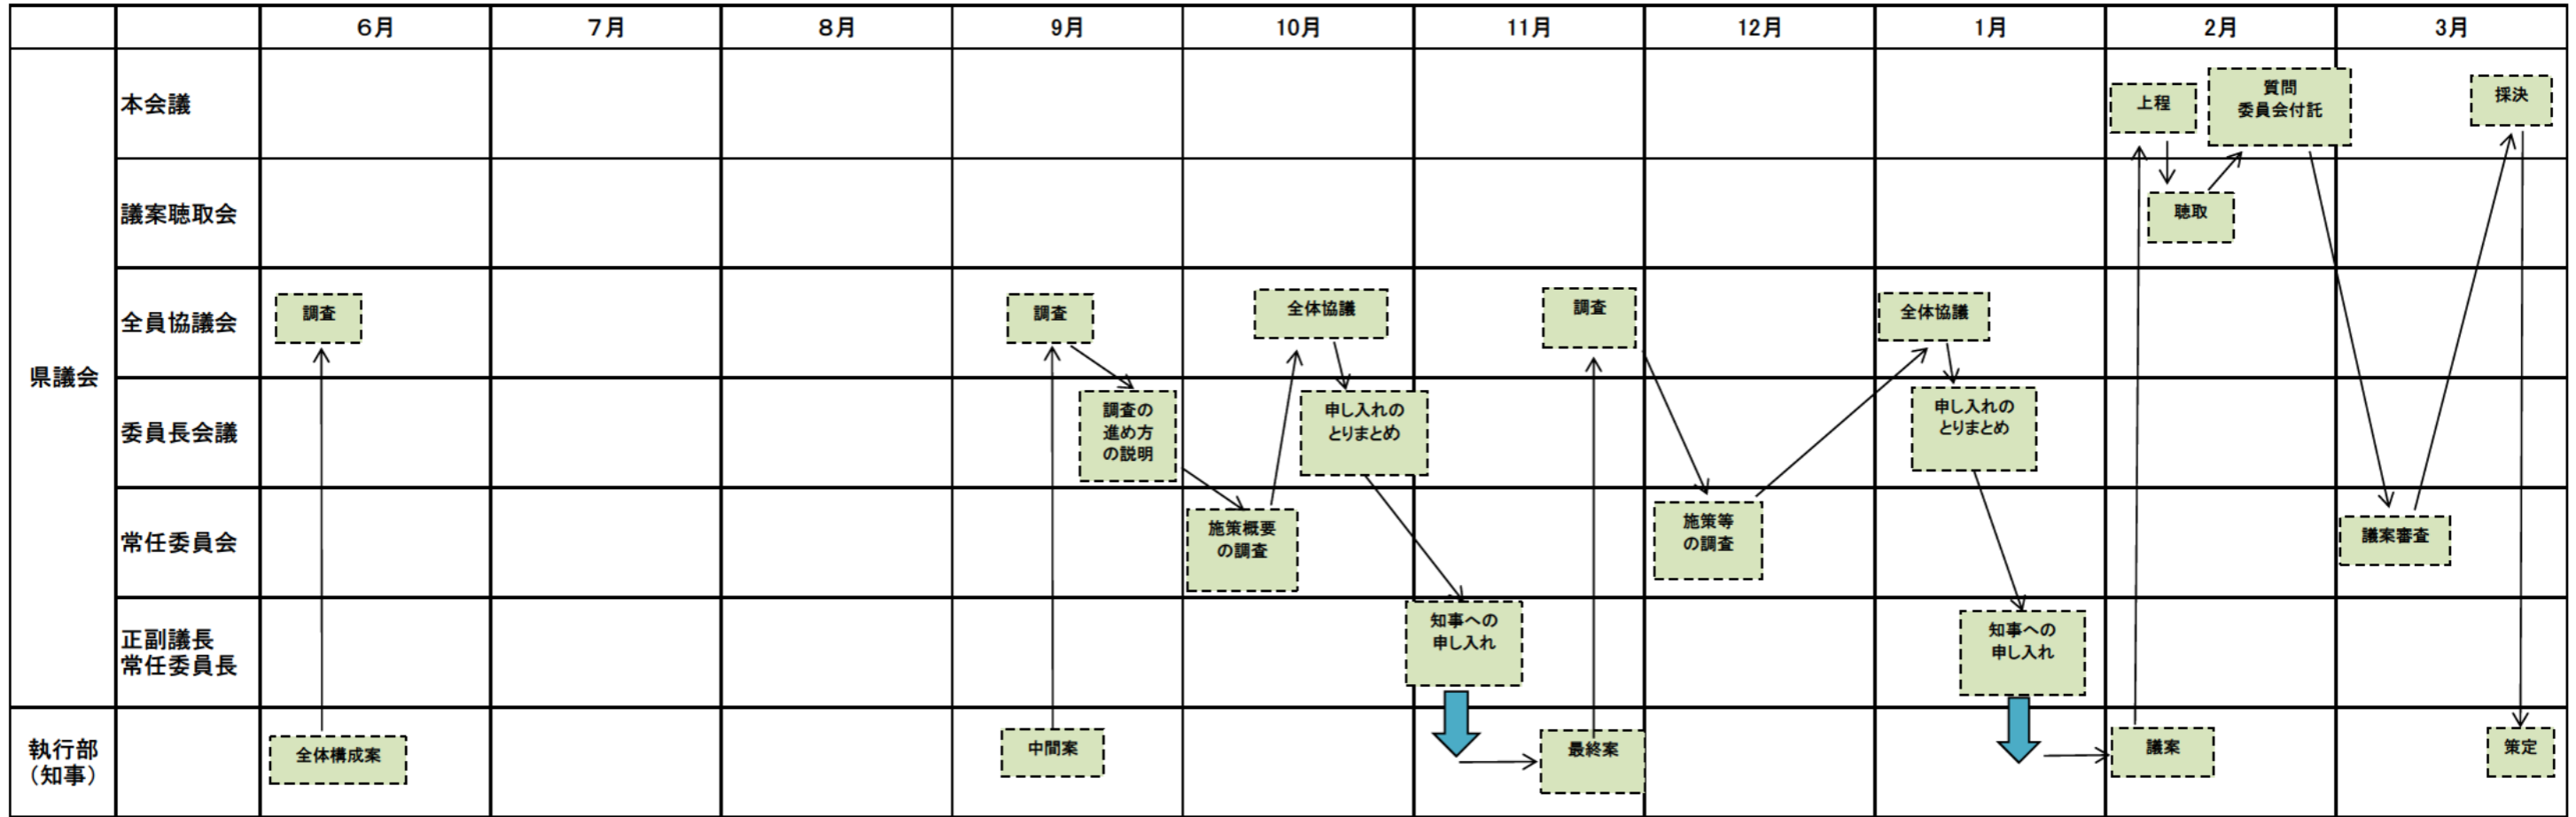 6月 7月 8月 9月 10月 11月 12月 1月 2月 3月
県議会
本会議
上程
質問
委員会付託
採決
議案聴取会
聴取
全員協議会
調査
調査
全体協議
調査
全体協議
委員長会議
調査の
進め方
の説明
申し入れの
とりまとめ
申し入れの
とりまとめ
常任委員会
施策概要
の調査
施策等
の調査
議案審査
正副議長
常任委員長
知事への
申し入れ
知事への
申し入れ
執行部
（知事）
全体構成案
中間案
最終案
議案
策定